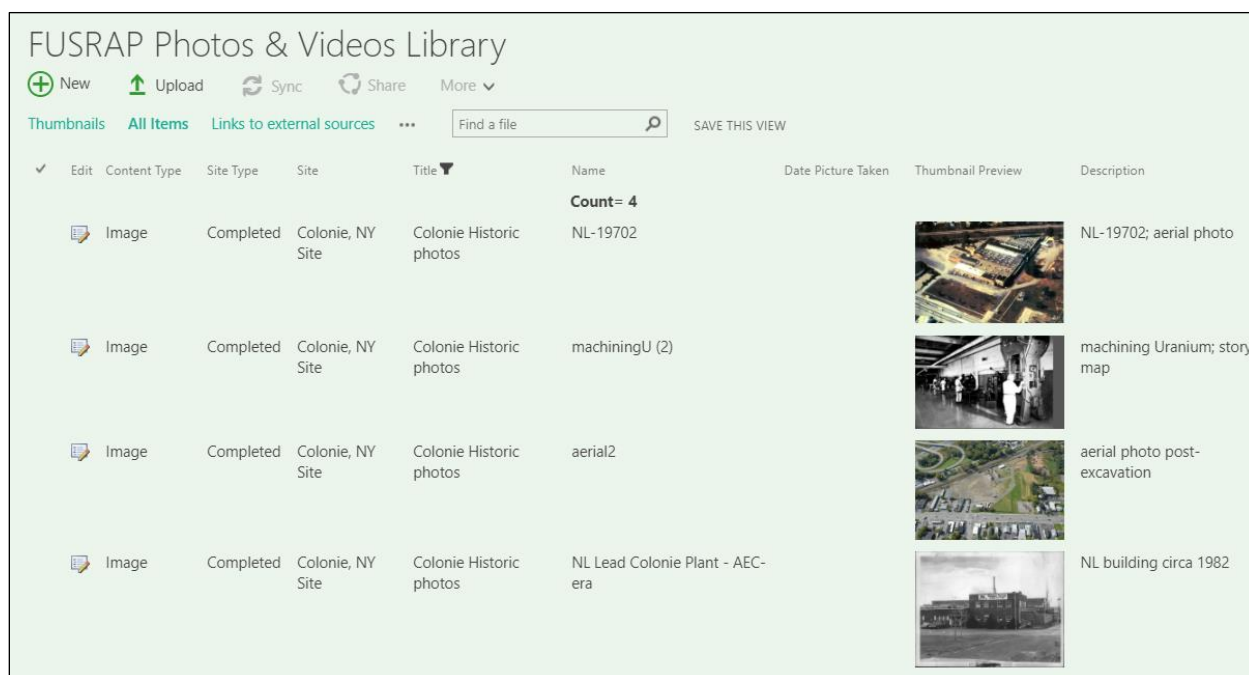 FUSRAP Photos & Videos Library
New Upload Sync Share More
Thumbnails All Items Links to external sources ... Find a file SAVE THIS VIEW
Edit Content Type Site Type Site Title Name Date Picture Taken Thumbnail Preview Description
Count= 4
Image Completed Colonie, NY Colonie Historic NL-19702 NL-19702; aerial photo
Site photos
Image Completed Colonie, NY Colonie Historic machiningU (2) machining Uranium; story
Site photos map
Image Completed Colonie, NY Colonie Historic aerial2 aerial photo post-
Site photos excavation
Image Completed Colonie, NY Colonie Historic NL Lead Colonie Plant - AEC- NL building circa 1982
Site photos era